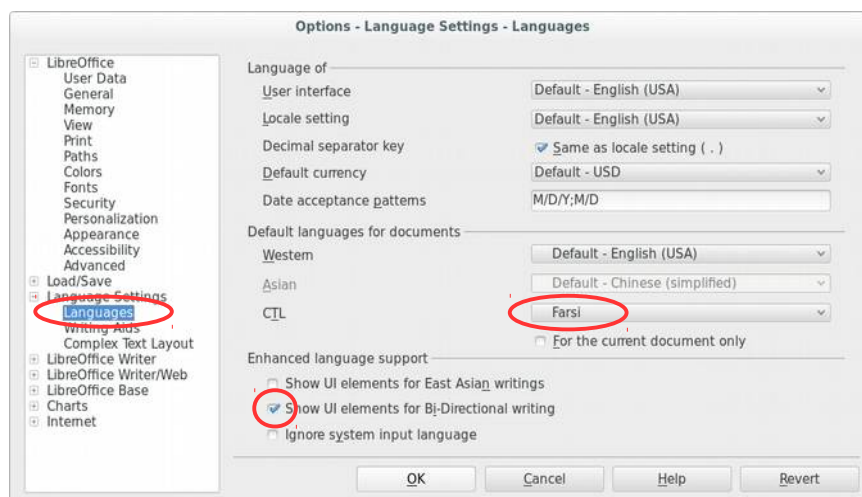 Options - Language Settings - Languages
LibreOffice
User Data
General
Memory
View
Print
Paths
Colors
Fonts
Security
Personalization
Appearance
Accessibility
Advanced
Load/Save
Language Settings
Languages
Writing Aids
Complex Text Layout
LibreOffice Writer
LibreOffice Writer/Web
LibreOffice Base
Charts
Internet
Language of
User interface Default - English (USA)
Locale setting Default - English (USA)
Decimal separator key Same as locale setting ( . )
Default currency Default - USD
Date acceptance patterns M/D/Y;M/D
Default languages for documents
Western Default - English (USA)
Asian Default - Chinese (simplified)
CTL Farsi
For the current document only
Enhanced language support
Show UI elements for East Asian writings
Show UI elements for Bi-Directional writing
Ignore system input language
OK Cancel Help Revert